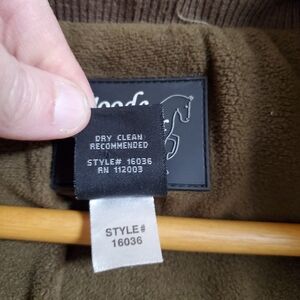 DRY CLEAN
RECOMMENDED
STYLE# 16036
RN 112003
STYLE#
16036